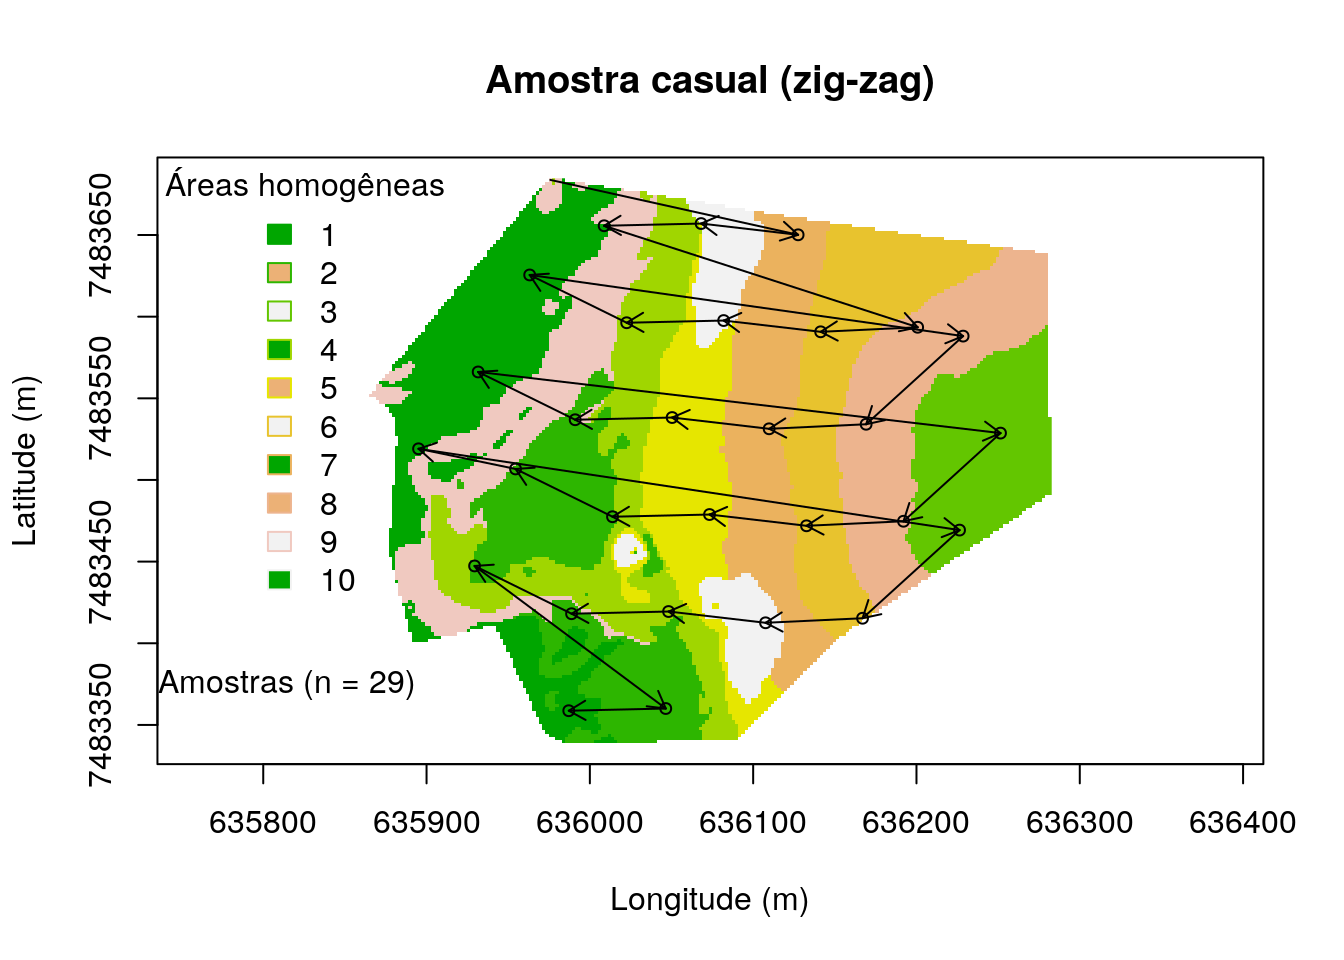 Amostra casual (zig-zag)
Áreas homogêneas
1
2
3
4
5
6
7
8
9
10
Amostras (n = 29)
Latitude (m)
7483650
7483550
7483450
7483350
635800 635900 636000 636100 636200 636300 636400
Longitude (m)